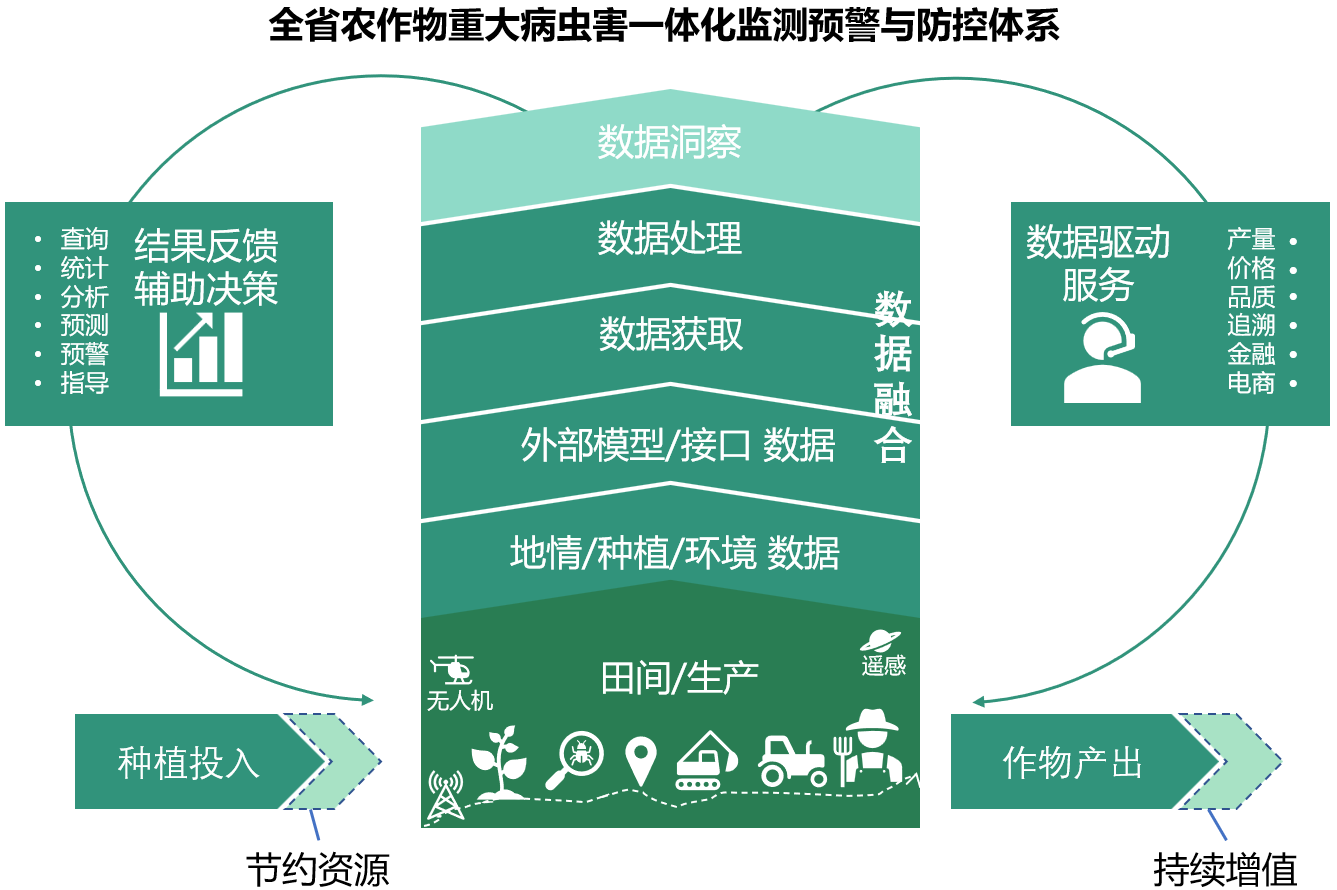 全省农作物重大病虫害一体化监测预警与防控体系
数据洞察
数据处理
数据获取
外部模型/接口 数据
地情/种植/环境 数据
数
据
融
合
田间/生产
无人机
遥感
查询
统计
分析
预测
预警
指导
结果反馈
辅助决策
数据驱动
服务
产量
价格
品质
追溯
金融
电商
种植投入
节约资源
作物产出
持续增值